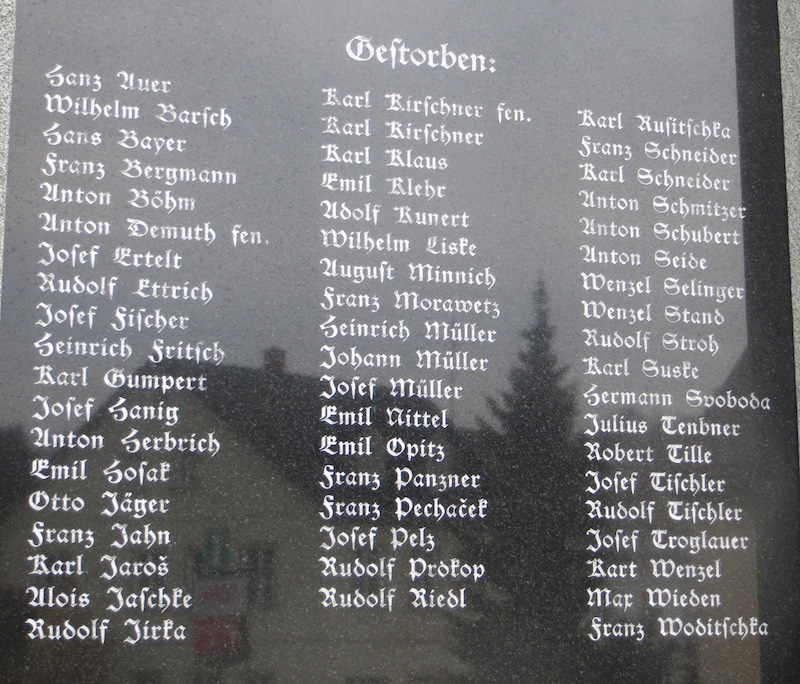 Gestorben:
Hanz Auer
Wilhelm Barsch
Hans Bayer
Franz Bergmann
Anton Böhm
Anton Demuth sen.
Josef Ertelt
Rudolf Ettrich
Josef Fischer
Heinrich Fritsch
Karl Gumpert
Josef Hanig
Anton Herbrich
Emil Hosak
Otto Jäger
Franz Jahn
Karl Jaroš
Alois Jaschke
Rudolf Jirka
Karl Kirschner sen.
Karl Kirschner
Karl Klaus
Emil Klehr
Adolf Kunert
Wilhelm Liske
August Minnich
Franz Morawetz
Heinrich Müller
Johann Müller
Josef Müller
Emil Nittel
Emil Opitz
Franz Panzner
Franz Pechaček
Josef Pelz
Rudolf Prokop
Rudolf Riedl
Karl Rusitschka
Franz Schneider
Karl Schneider
Anton Schmitzer
Anton Schubert
Anton Seide
Wenzel Selinger
Wenzel Stand
Rudolf Stroh
Karl Suske
Hermann Svoboda
Julius Tenbner
Robert Tille
Josef Tischler
Rudolf Tischler
Josef Troglauer
Kart Wenzel
Max Wieden
Franz Woditschka